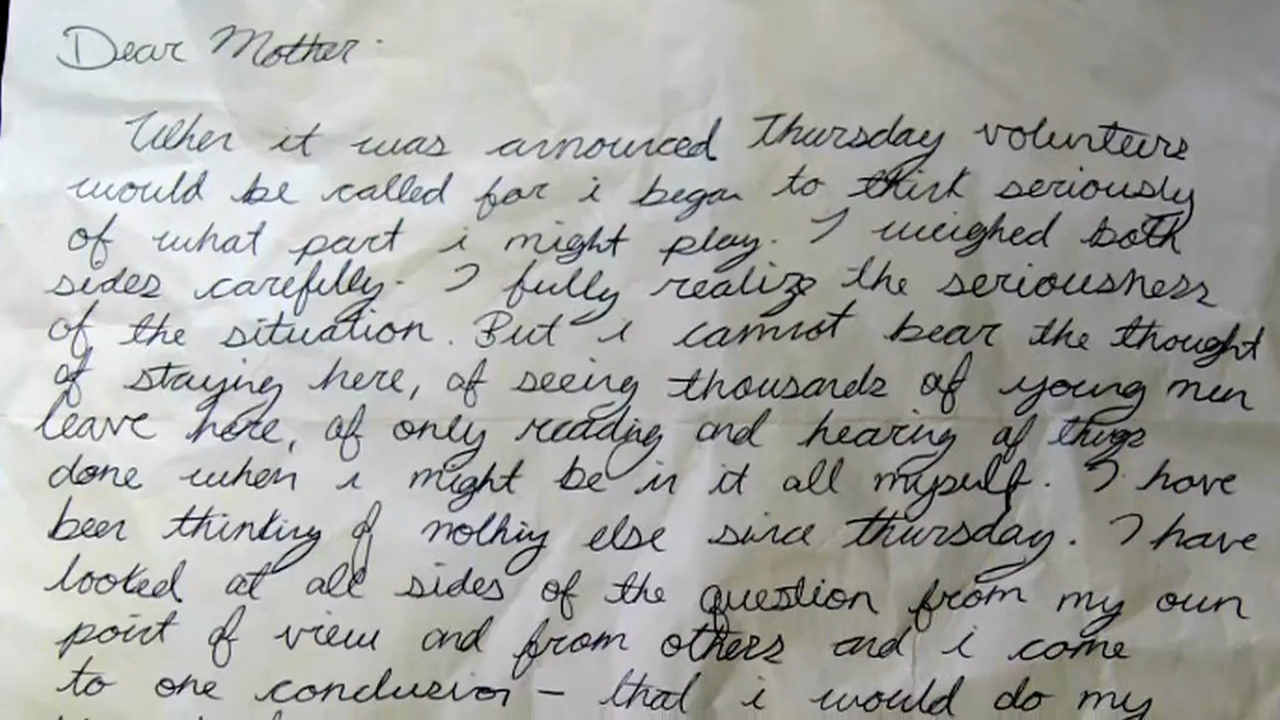 Dear Mother.
When it was announced Thursday volunteers
would be called for i began to think seriously
of what part i might play. I weighed both
sides carefully. I fully realize the seriousness
of the situation. But i cannot bear the thought
of staying here, of seeing thousands of young men
leave here, of only reading and hearing of things
done when i might be in it all myself. I have
been thinking of nothing else since thursday. I have
looked at all sides of the question from my own
point of view and from others and i come
to one conclusion - that i would do my